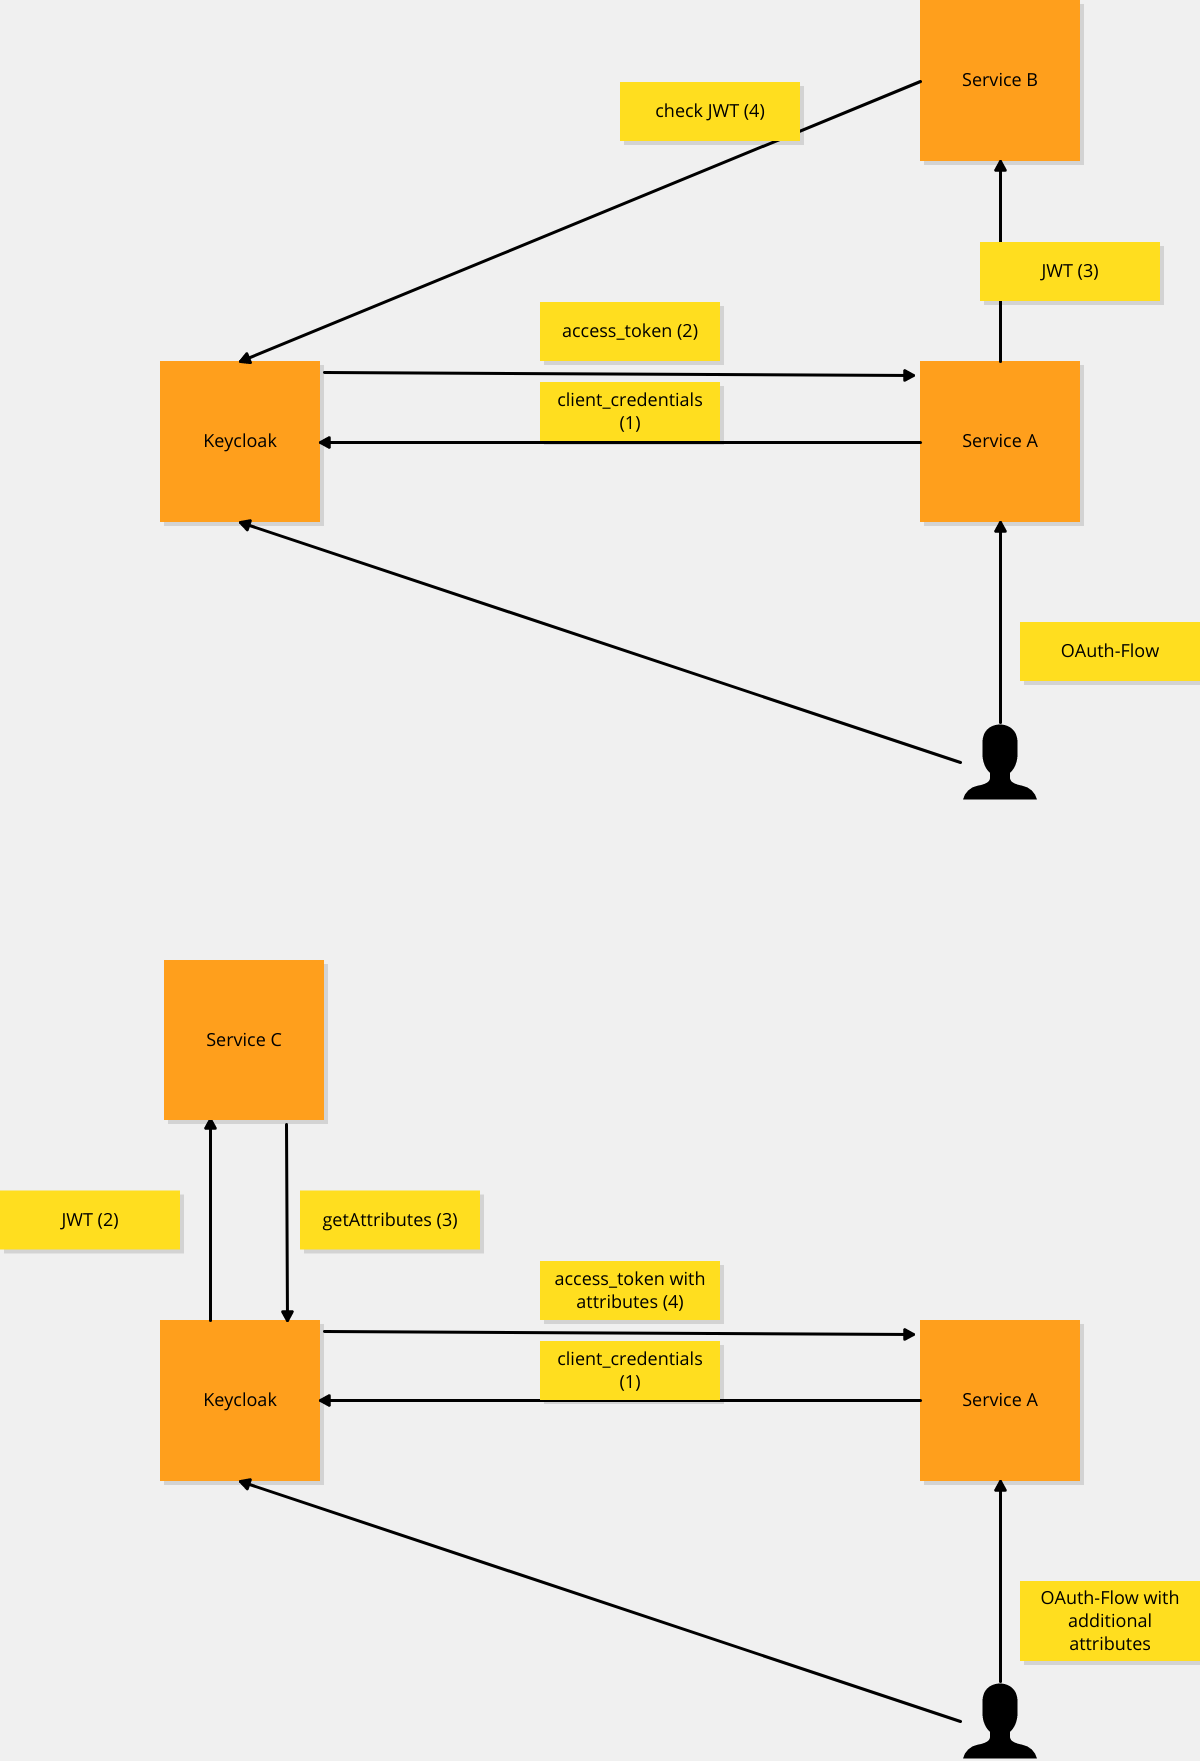 Service B
check JWT (4)
JWT (3)
access_token (2)
client_credentials
(1)
Keycloak
Service A
OAuth-Flow
Service C
JWT (2)
getAttributes (3)
access_token with
attributes (4)
client_credentials
(1)
Keycloak
Service A
OAuth-Flow with
additional
attributes